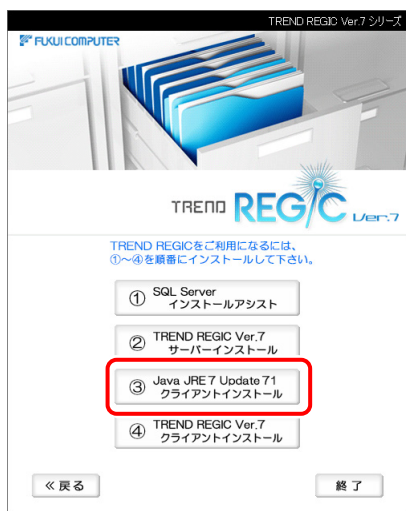 TREND REGIC Ver.7 シリーズ
FUKUI COMPUTER
TREND REGIC Ver.7
TREND REGICをご利用になるには、
①～④を順番にインストールして下さい。
① SQL Server
インストールアシスト
② TREND REGIC Ver.7
サーバーインストール
③ Java JRE 7 Update 71
クライアントインストール
④ TREND REGIC Ver.7
クライアントインストール
≪ 戻る
終 了